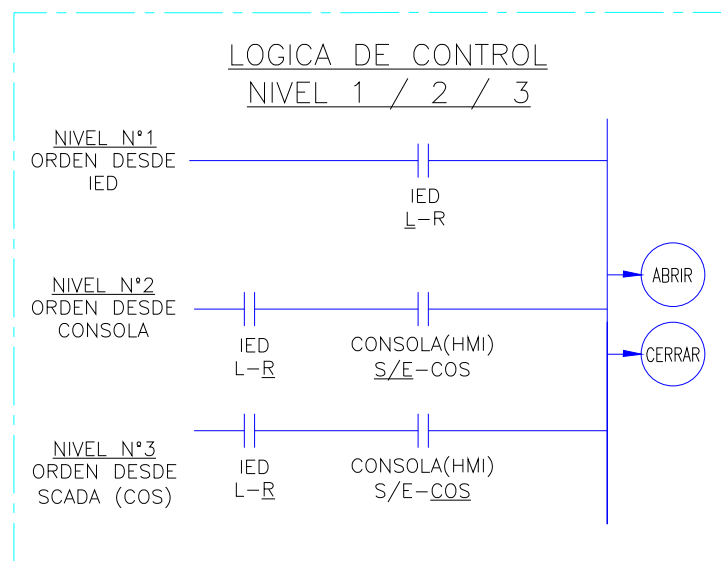 LOGICA DE CONTROL
NIVEL 1 / 2 / 3
NIVEL N°1
ORDEN DESDE
IED
IED
L-R
ABRIR
NIVEL N°2
ORDEN DESDE
CONSOLA
IED
L-R
CONSOLA(HMI)
S/E-COS
CERRAR
NIVEL N°3
ORDEN DESDE
SCADA (COS)
IED
L-R
CONSOLA(HMI)
S/E-COS